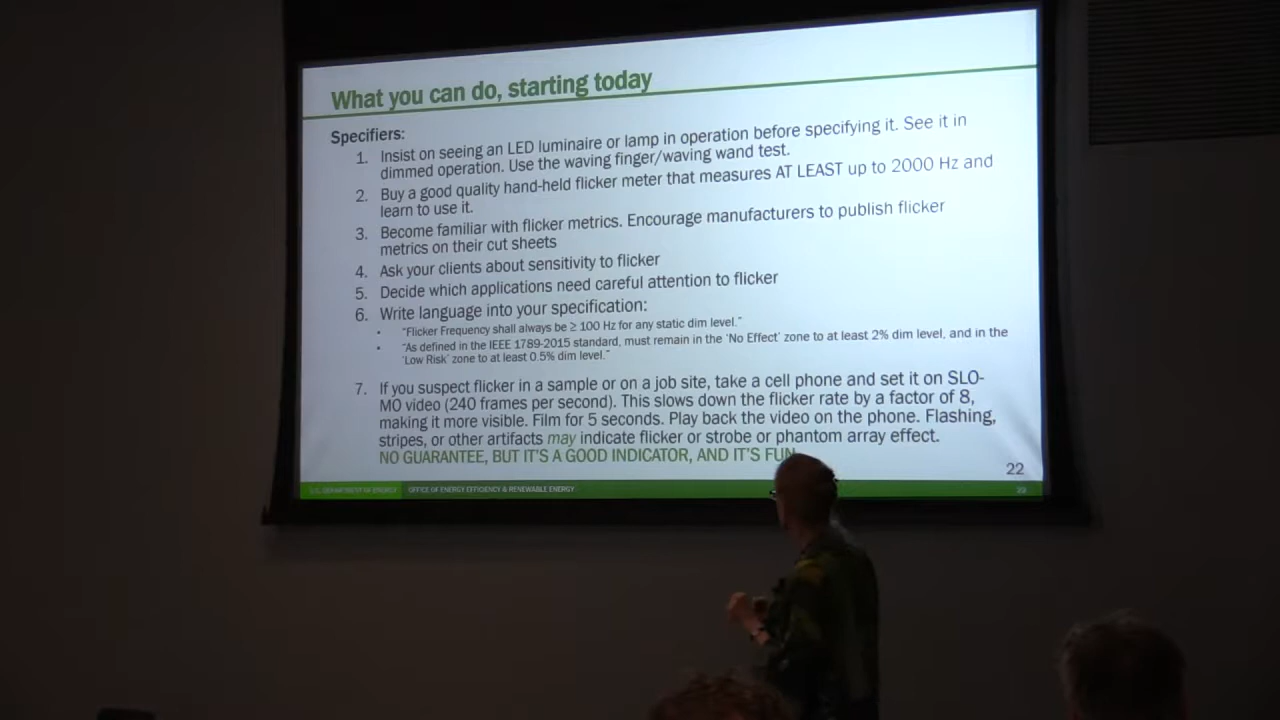 What you can do, starting today
Specifiers:
1. Insist on seeing an LED luminaire or lamp in operation before specifying it. See it in
dimmed operation. Use the waving finger/waving wand test.
2. Buy a good quality hand-held flicker meter that measures AT LEAST up to 2000 Hz and
learn to use it.
3. Become familiar with flicker metrics. Encourage manufacturers to publish flicker
metrics on their cut sheets
4. Ask your clients about sensitivity to flicker
5. Decide which applications need careful attention to flicker
6. Write language into your specification:
• "Flicker Frequency shall always be ≥ 100 Hz for any static dim level."
• "As defined in the IEEE 1789-2015 standard, must remain in the 'No Effect' zone to at least 2% dim level, and in the
'Low Risk' zone to at least 0.5% dim level."
7. If you suspect flicker in a sample or on a job site, take a cell phone and set it on SLO-
MO video (240 frames per second). This slows down the flicker rate by a factor of 8,
making it more visible. Film for 5 seconds. Play back the video on the phone. Flashing,
stripes, or other artifacts may indicate flicker or strobe or phantom array effect.
NO GUARANTEE, BUT IT'S A GOOD INDICATOR, AND IT'S FUN
22
U.S. DEPARTMENT OF ENERGY OFFICE OF ENERGY EFFICIENCY & RENEWABLE ENERGY